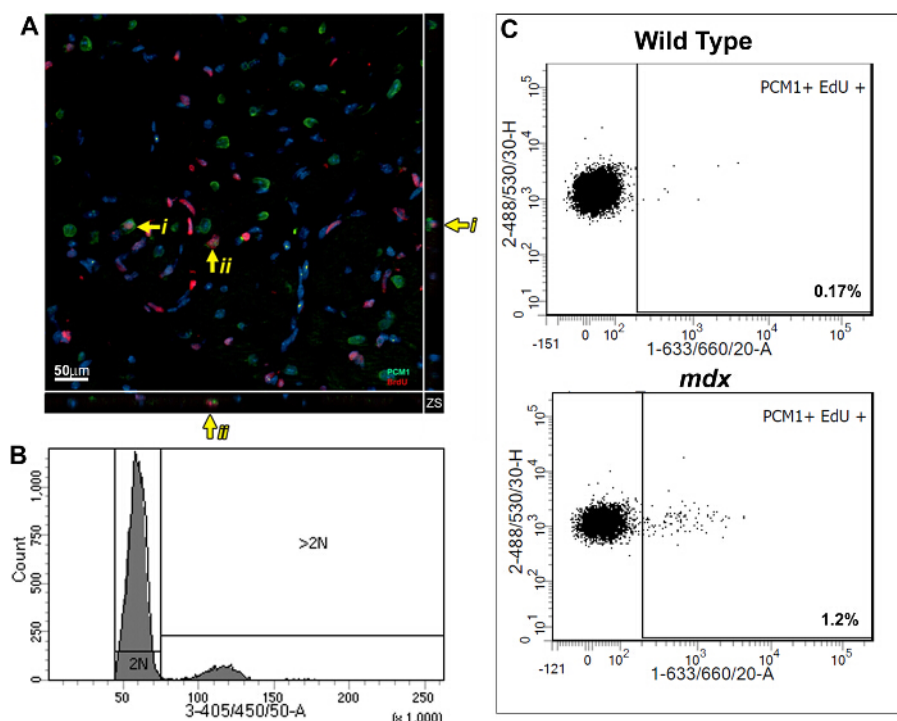 A
i
i
ii
50µm
PCM1
BrdU
ZS
ii
B
Count
1,000
750
500
250
0
>2N
2N
50 100 150 200 250
3-405/450/50-A
(x 1,000)
C
Wild Type
PCM1+ EdU +
2-488/530/30-H
10^5
10^4
10^3
10^2
10^1
0
0.17%
-151 0 10^2 10^3 10^4 10^5
1-633/660/20-A
mdx
PCM1+ EdU +
2-488/530/30-H
10^5
10^4
10^3
10^2
10^1
0
1.2%
-121 0 10^2 10^3 10^4 10^5
1-633/660/20-A